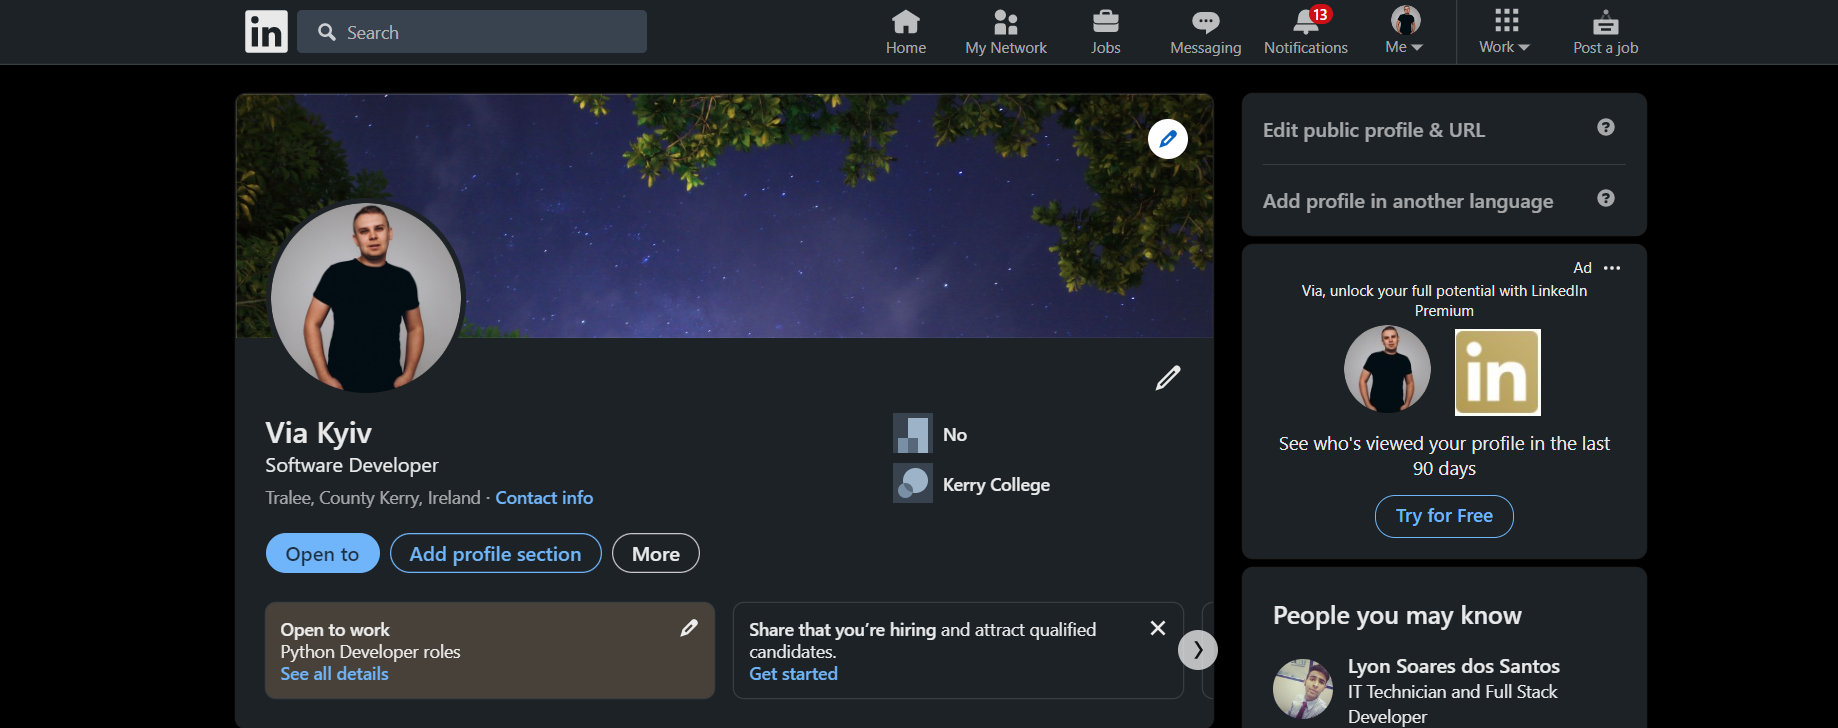 in
Search
Home
My Network
Jobs
Messaging
13
Notifications
Me
Work
Post a job
Via Kyiv
Software Developer
Tralee, County Kerry, Ireland · Contact info
No
Kerry College
Open to
Add profile section
More
Open to work
Python Developer roles
See all details
Share that you're hiring and attract qualified
candidates.
Get started
Edit public profile & URL
Add profile in another language
Ad
Via, unlock your full potential with LinkedIn
Premium
in
See who's viewed your profile in the last
90 days
Try for Free
People you may know
Lyon Soares dos Santos
IT Technician and Full Stack
Developer